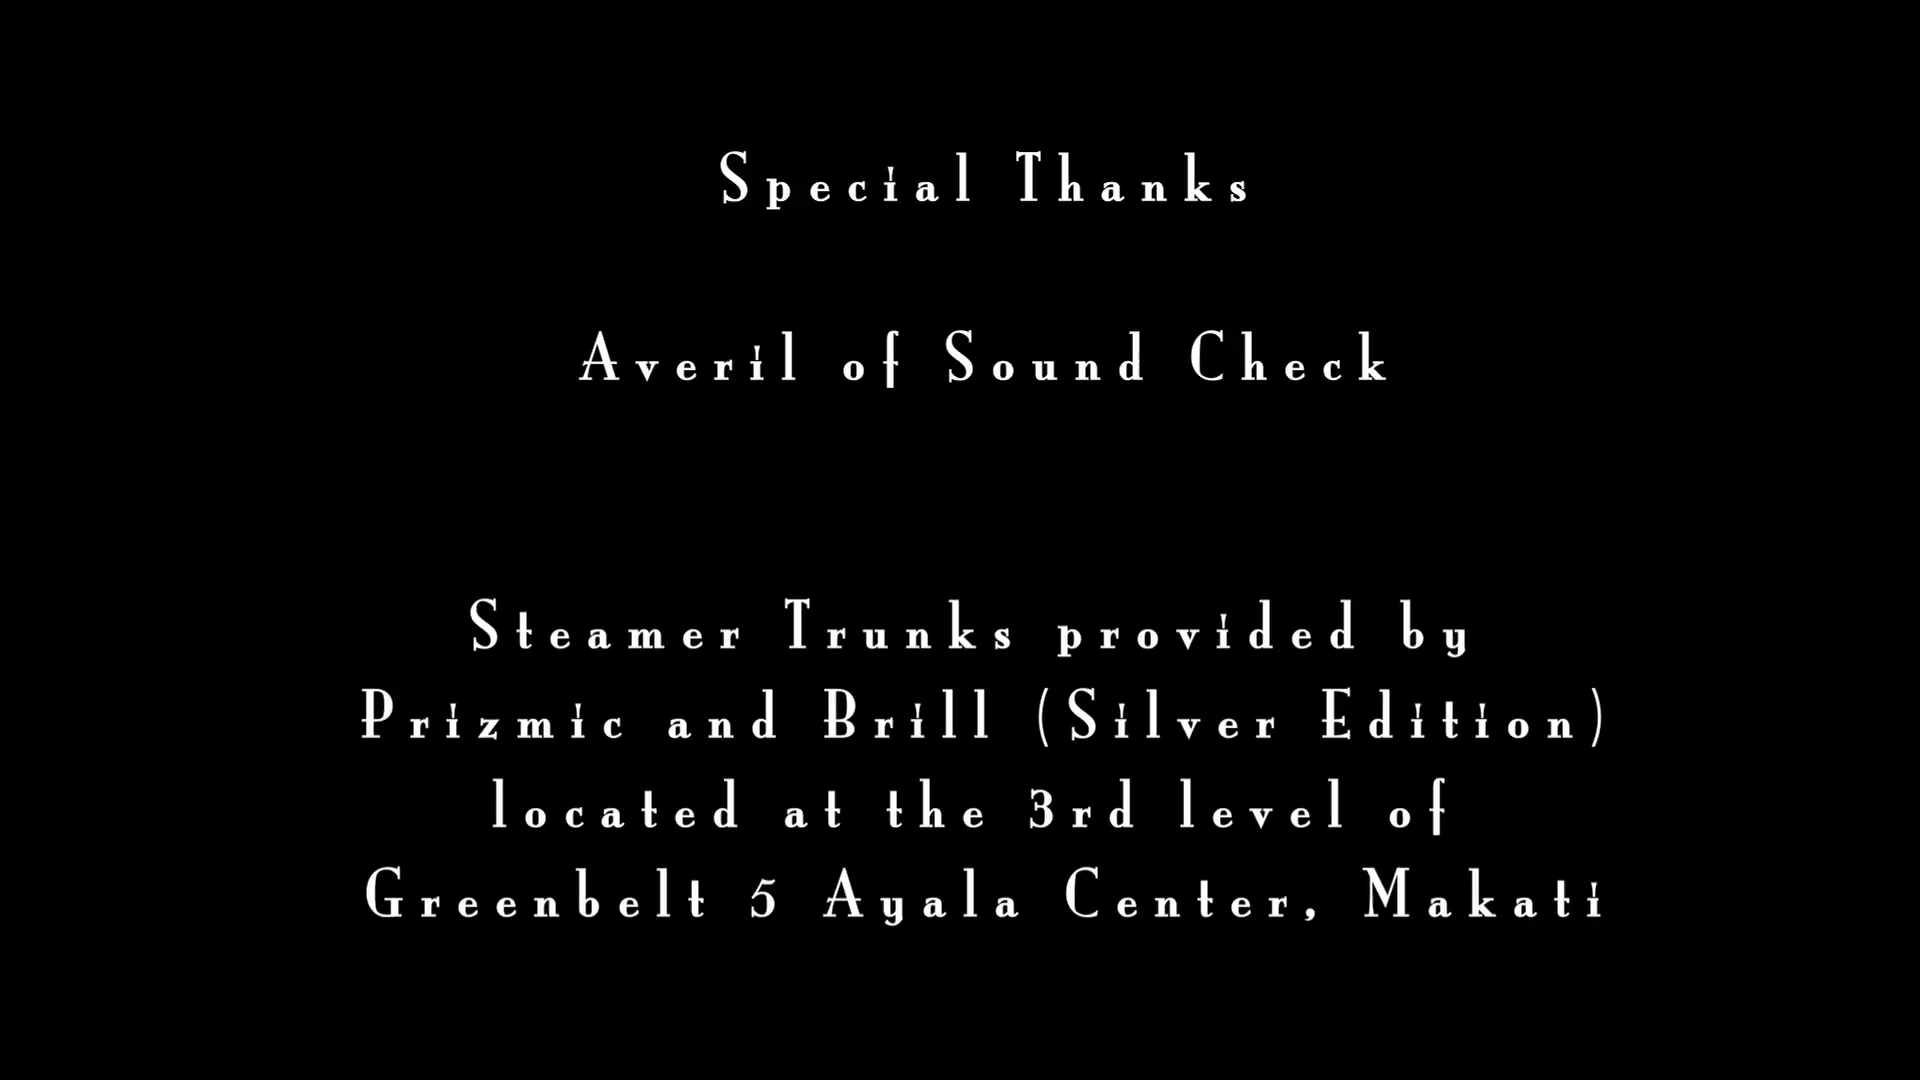 Special Thanks
Averil of Sound Check
Steamer Trunks provided by
Prizmic and Brill (Silver Edition)
located at the 3rd level of
Greenbelt 5 Ayala Center, Makati